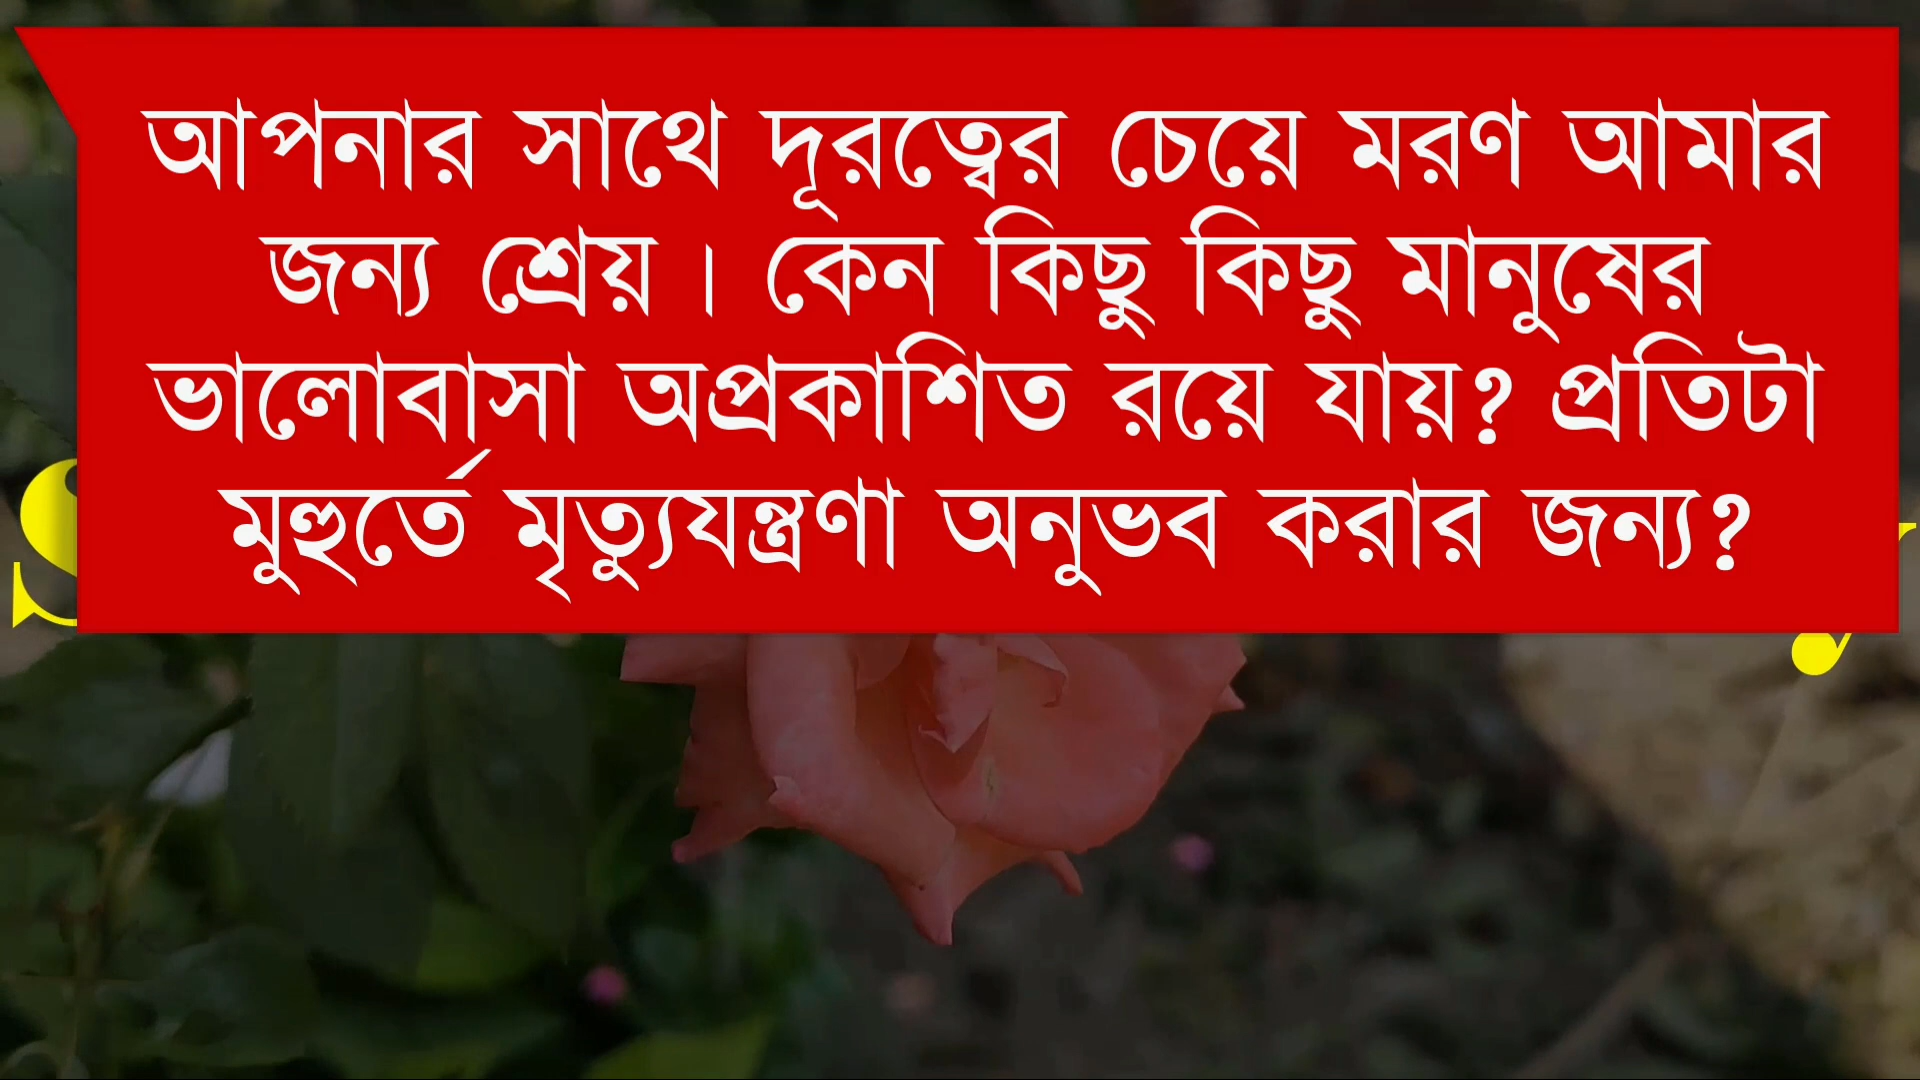 আপনার সাথে দূরত্বের চেয়ে মরণ আমার
জন্য শ্রেয়। কেন কিছু কিছু মানুষের
ভালোবাসা অপ্রকাশিত রয়ে যায়? প্রতিটা
মুহুর্তে মৃত্যুযন্ত্রণা অনুভব করার জন্য?